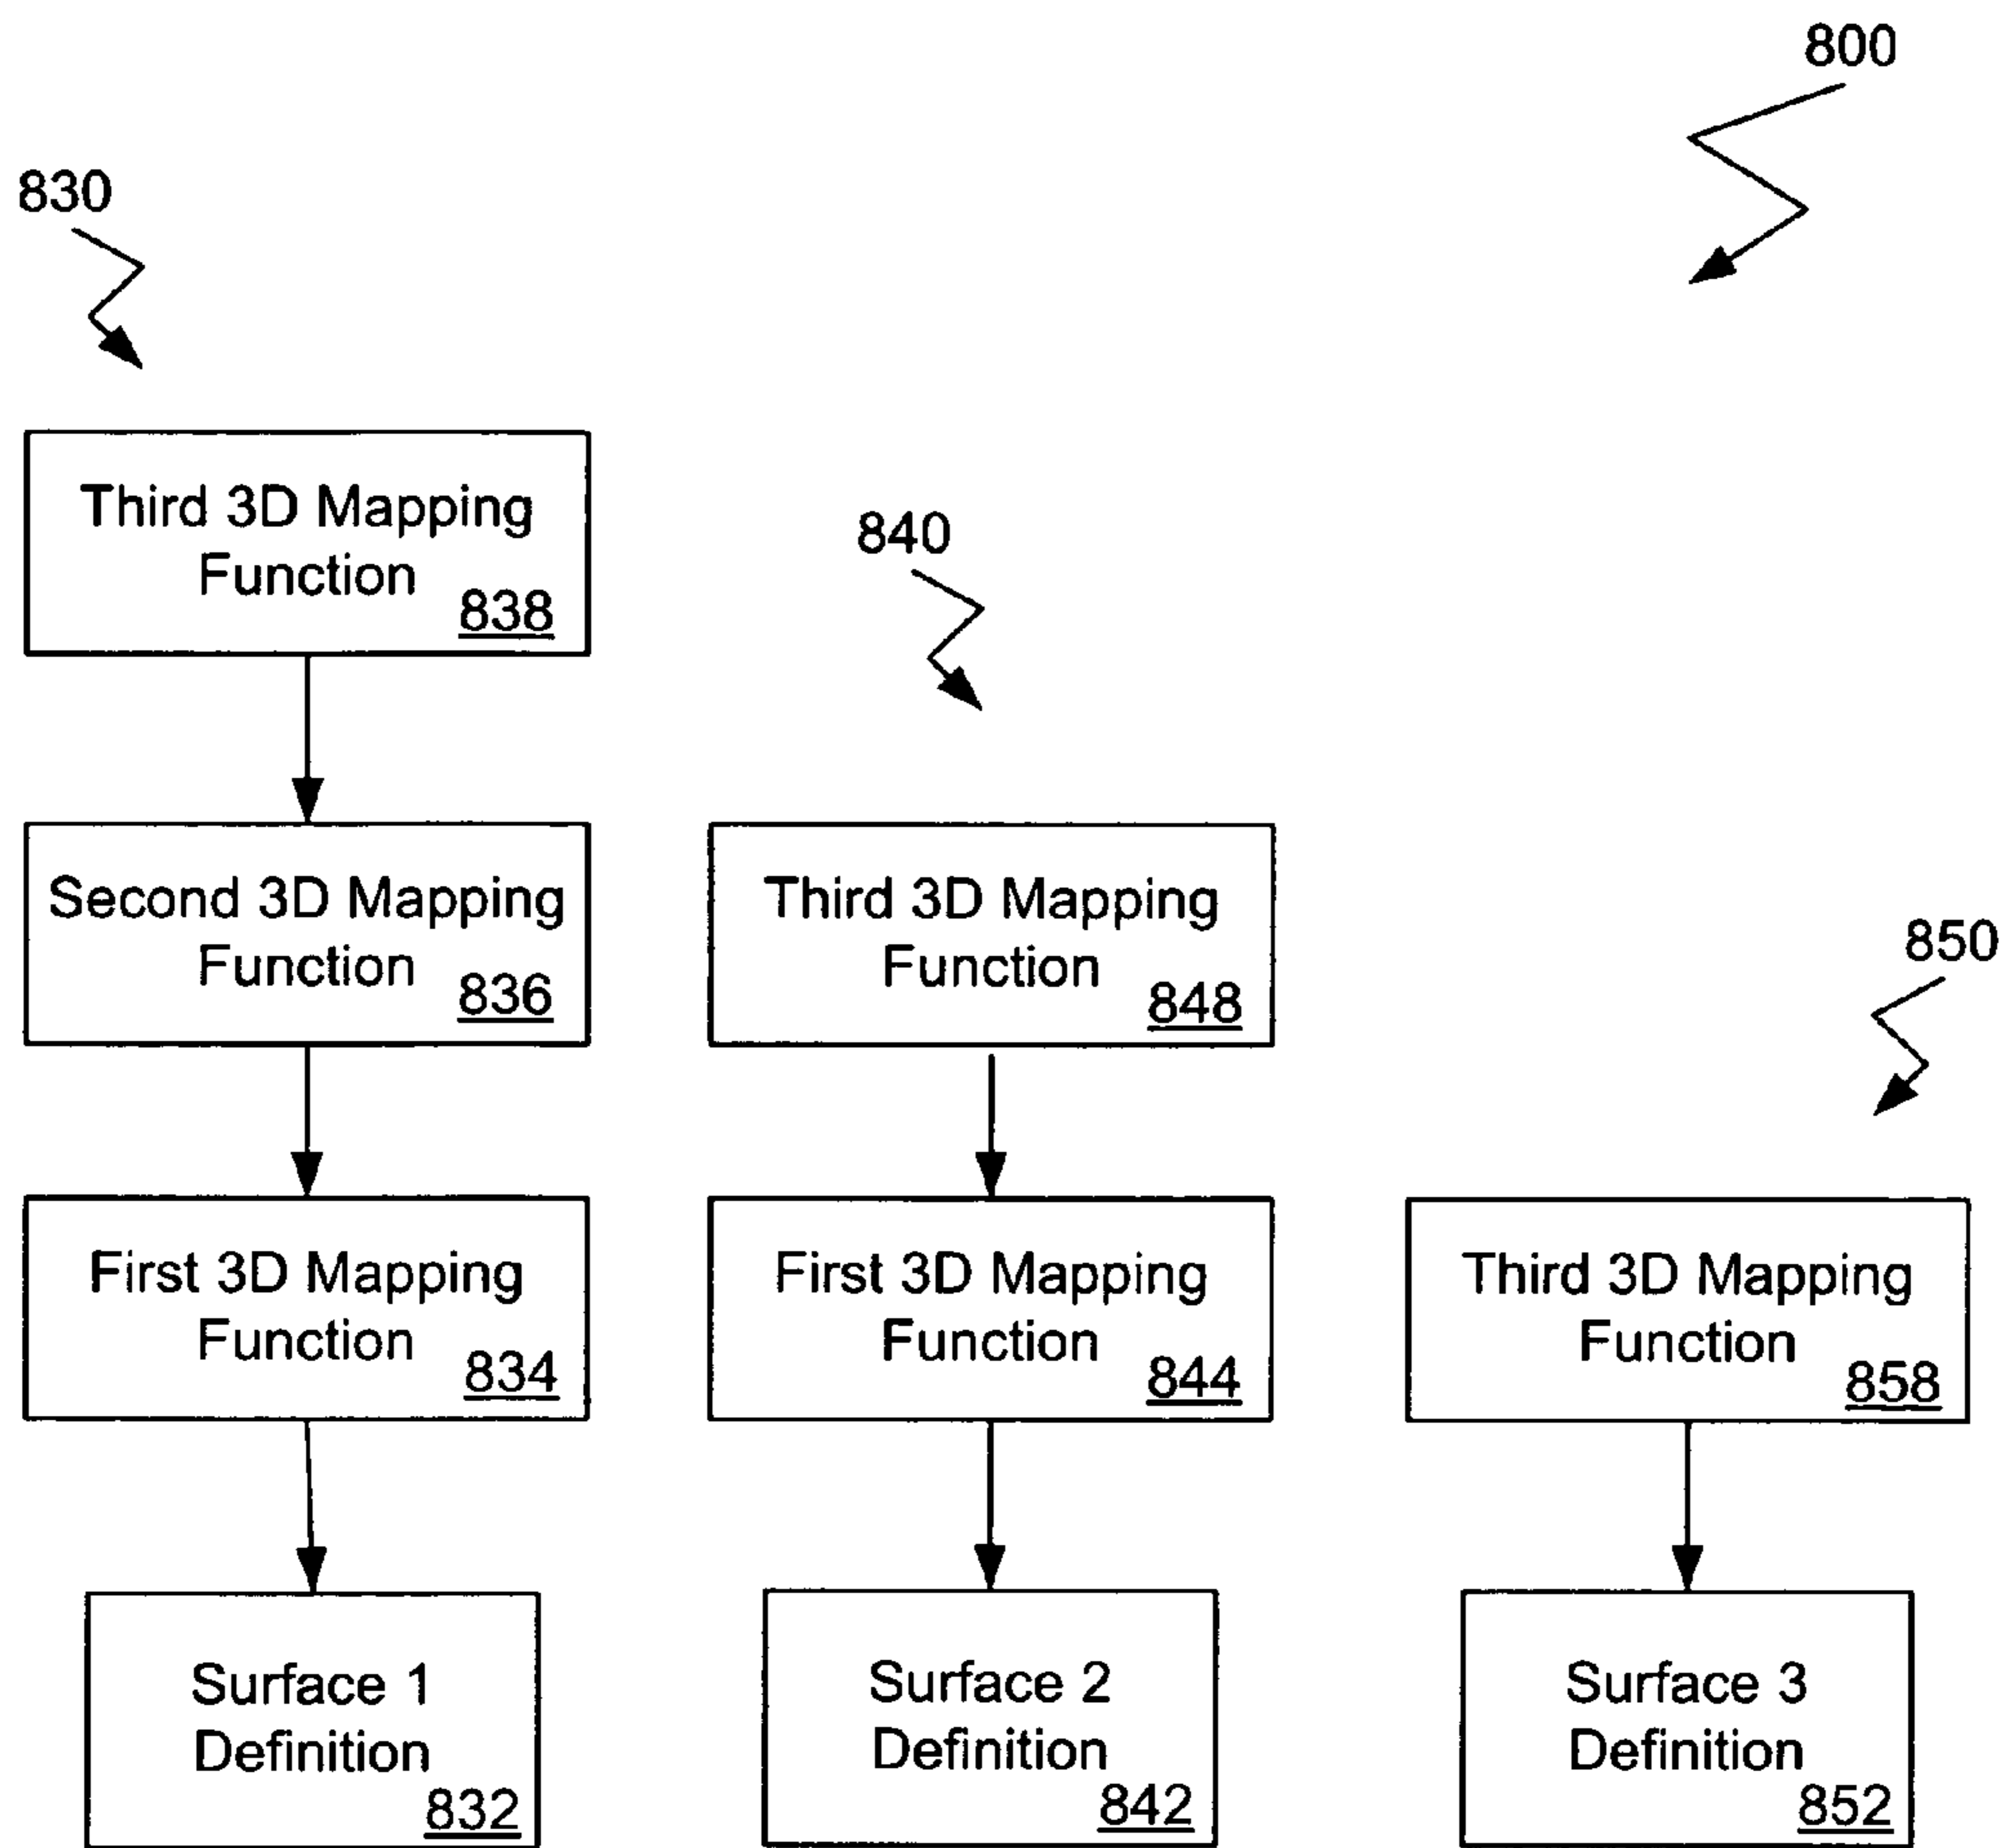 800
830
Third 3D Mapping
Function
838
840
Second 3D Mapping
Function
836
Third 3D Mapping
Function
848
850
First 3D Mapping
Function
834
First 3D Mapping
Function
844
Third 3D Mapping
Function
858
Surface 1
Definition
832
Surface 2
Definition
842
Surface 3
Definition
852